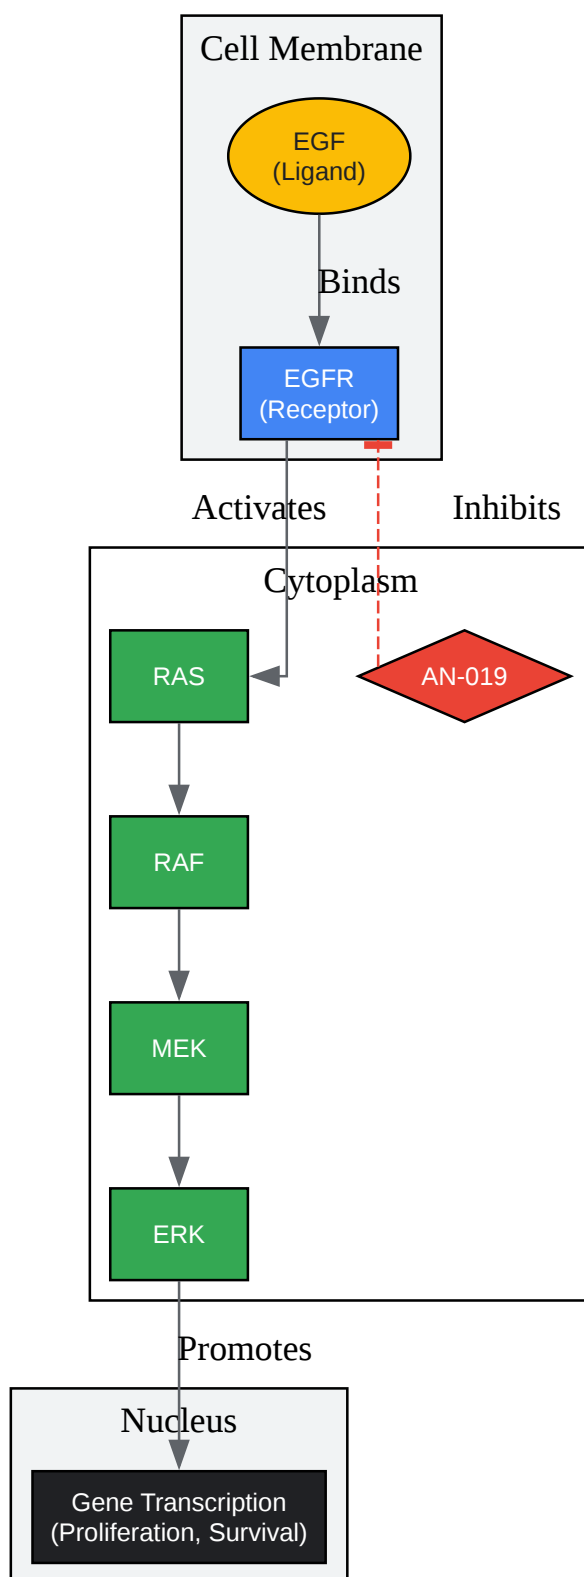 Cell Membrane
EGF
(Ligand)
Binds
EGFR
(Receptor)
Activates
Inhibits
Cytoplasm
RAS
AN-019
RAF
MEK
ERK
Promotes
Nucleus
Gene Transcription
(Proliferation, Survival)